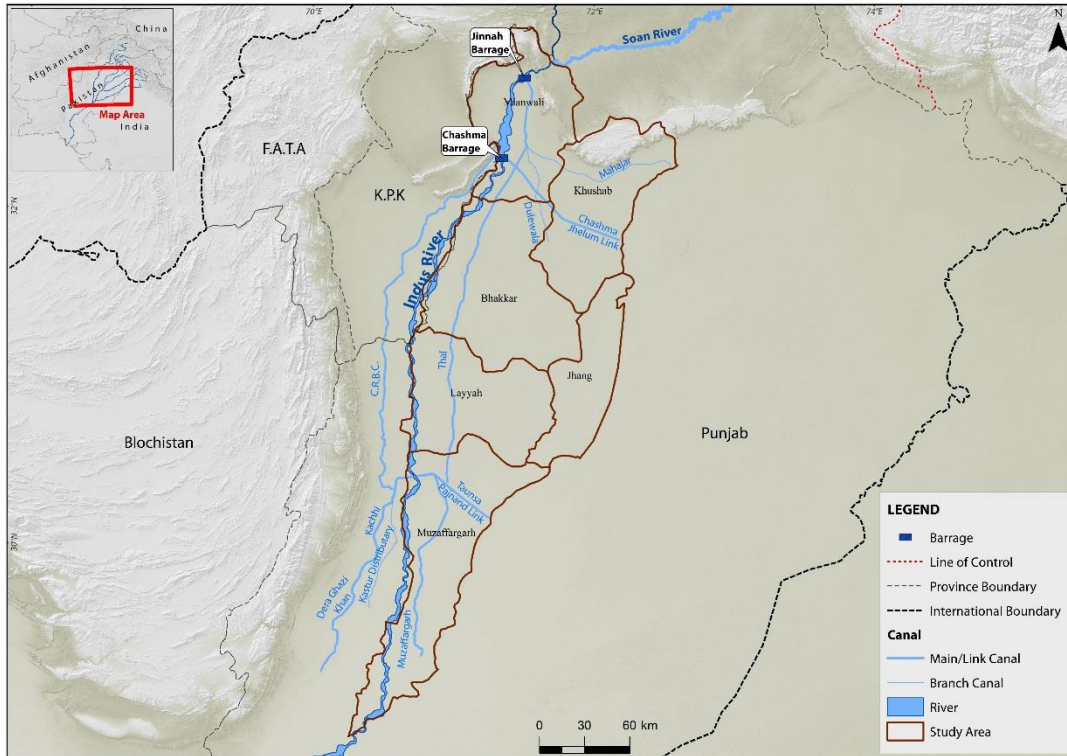 China
Afghanistan
Pakistan
Map Area
India
70°E
72°E
74°E
N
Jinnah
Barrage
Soan River
Mianwali
Chashma
Barrage
F.A.T.A
K.P.K
Mahajar
Khushab
32°N
Dulewala
Chashma
Jhelum Link
Indus River
Bhakkar
Thal
C.R.B.C.
Layyah
Jhang
Blochistan
Punjab
Taunsa
Pajnand Link
Kachhi
Muzaffargarh
30°N
Kastur Distributary
Dera Ghazi
Khan
Muzaffargarh
LEGEND
Barrage
Line of Control
Province Boundary
International Boundary
Canal
Main/Link Canal
Branch Canal
River
Study Area
0 30 60 km